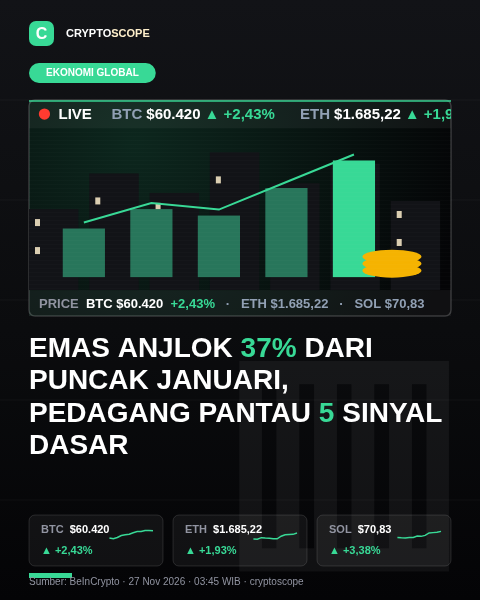 C CRYPTOSCOPE
EKONOMI GLOBAL
LIVE BTC $60.420 ▲ +2,43% ETH $1.685,22 ▲ +1,9
PRICE BTC $60.420 +2,43% · ETH $1.685,22 · SOL $70,83
EMAS ANJLOK 37% DARI
PUNCAK JANUARI,
PEDAGANG PANTAU 5 SINYAL
DASAR
BTC $60.420 ETH $1.685,22 SOL $70,83
▲ +2,43% ▲ +1,93% ▲ +3,38%
Sumber: BeInCrypto · 27 Nov 2026 · 03:45 WIB · cryptoscope